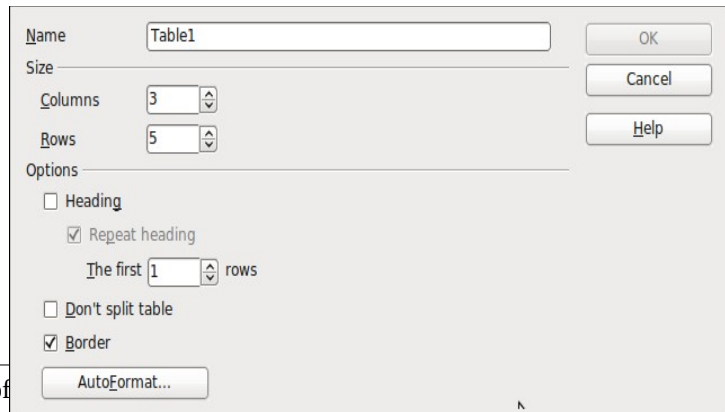 Name Table1 OK
Size
Cancel
Columns 3
Help
Rows 5
Options
Heading
Repeat heading
The first 1 rows
Don't split table
Border
AutoFormat...